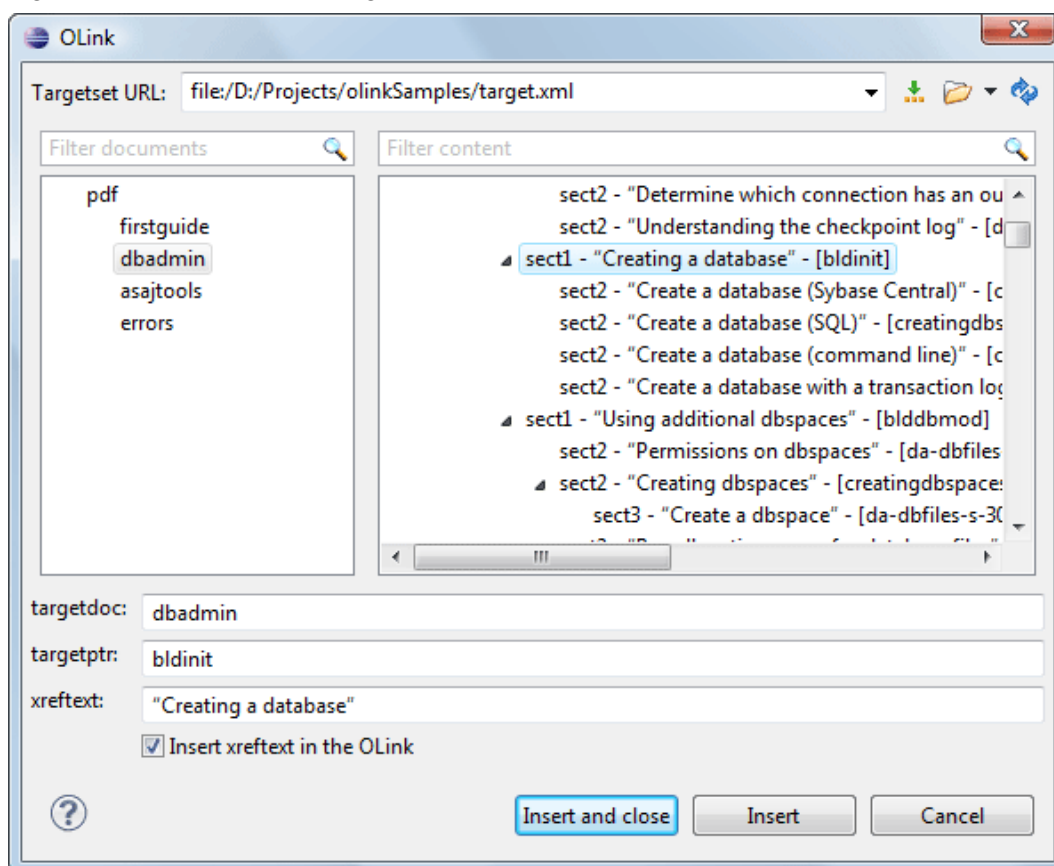 OLink
Targetset URL: file:/D:/Projects/olinkSamples/target.xml
Filter documents
Filter content
pdf
firstguide
dbadmin
asajtools
errors
sect2 - "Determine which connection has an ou
sect2 - "Understanding the checkpoint log" - [d
sect1 - "Creating a database" - [bldinit]
sect2 - "Create a database (Sybase Central)" - [c
sect2 - "Create a database (SQL)" - [creatingdbs
sect2 - "Create a database (command line)" - [c
sect2 - "Create a database with a transaction log
sect1 - "Using additional dbspaces" - [blddbmod]
sect2 - "Permissions on dbspaces" - [da-dbfiles
sect2 - "Creating dbspaces" - [creatingdbspaces
sect3 - "Create a dbspace" - [da-dbfiles-s-30
targetdoc: dbadmin
targetptr: bldinit
xreftext: "Creating a database"
Insert xreftext in the OLink
Insert and close
Insert
Cancel